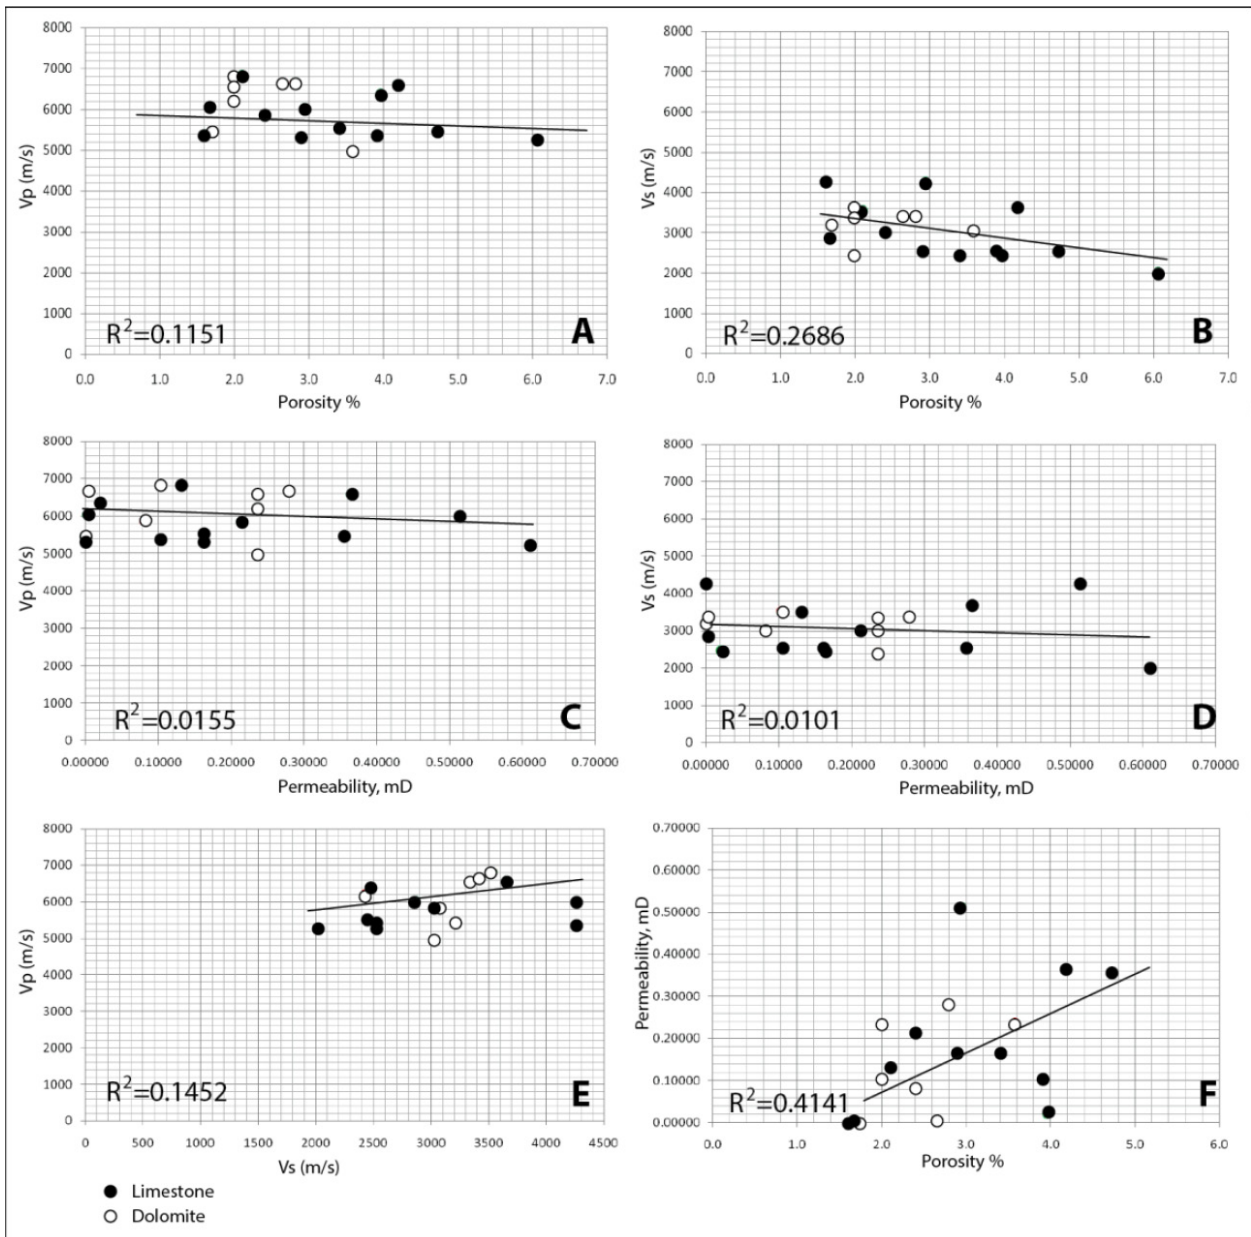 8000
7000
6000
5000
4000
3000
2000
1000
0
Vp (m/s)
0.0 1.0 2.0 3.0 4.0 5.0 6.0 7.0
Porosity %
R²=0.1151
A
8000
7000
6000
5000
4000
3000
2000
1000
0
Vs (m/s)
0.0 1.0 2.0 3.0 4.0 5.0 6.0 7.0
Porosity %
R²=0.2686
B
8000
7000
6000
5000
4000
3000
2000
1000
0
Vp (m/s)
0.00000 0.10000 0.20000 0.30000 0.40000 0.50000 0.60000 0.70000
Permeability, mD
R²=0.0155
C
8000
7000
6000
5000
4000
3000
2000
1000
0
Vs (m/s)
0.00000 0.10000 0.20000 0.30000 0.40000 0.50000 0.60000 0.70000
Permeability, mD
R²=0.0101
D
8000
7000
6000
5000
4000
3000
2000
1000
0
Vp (m/s)
0 500 1000 1500 2000 2500 3000 3500 4000 4500
Vs (m/s)
R²=0.1452
E
0.70000
0.60000
0.50000
0.40000
0.30000
0.20000
0.10000
0.00000
Permeability, mD
0.0 1.0 2.0 3.0 4.0 5.0 6.0
Porosity %
R²=0.4141
F
Limestone
Dolomite